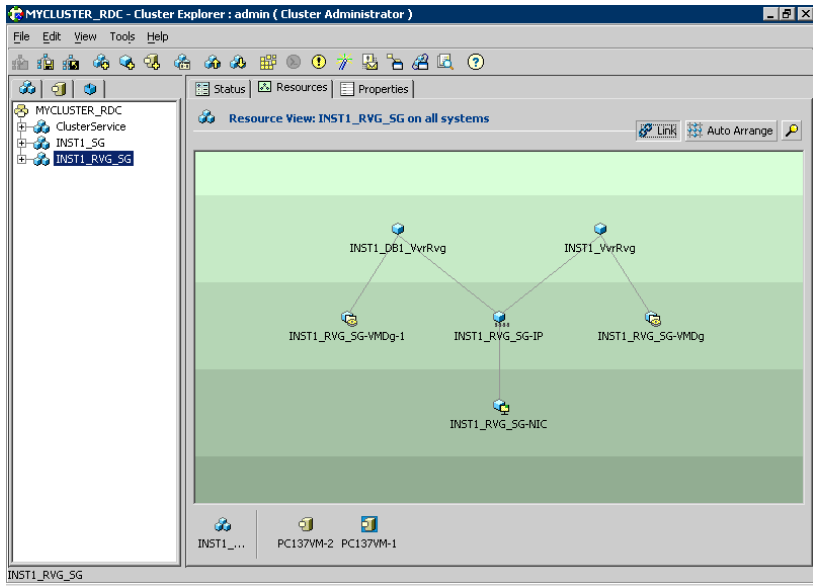 MYCLUSTER_RDC - Cluster Explorer : admin ( Cluster Administrator )
File Edit View Tools Help
Status Resources Properties
MYCLUSTER_RDC
ClusterService
INST1_SG
INST1_RVG_SG
Resource View: INST1_RVG_SG on all systems
Link Auto Arrange
INST1_DB1_VvrRvg INST1_VvrRvg
INST1_RVG_SG-VMDg-1 INST1_RVG_SG-IP INST1_RVG_SG-VMDg
INST1_RVG_SG-NIC
INST1_... PC137VM-2 PC137VM-1
INST1_RVG_SG